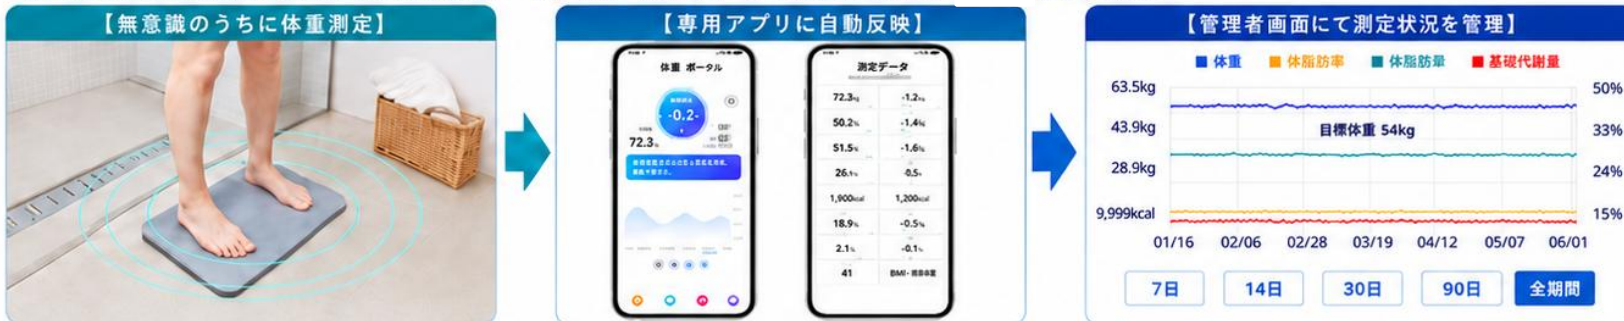 【無意識のうちに体重測定】
【専用アプリに自動反映】
体重 ポータル
-0.2-
72.3
測定データ
72.3kg -1.2kg
50.2% -1.4%
51.5% -1.6%
26.1% -0.5%
1,900kcal 1,200kcal
18.9% -0.5%
2.1% -0.1%
41 BMI・
【管理者画面にて測定状況を管理】
体重 体脂肪率 体脂肪量 基礎代謝量
63.5kg 50%
43.9kg 目標体重 54kg 33%
28.9kg 24%
9,999kcal 15%
01/16 02/06 02/28 03/19 04/12 05/07 06/01
7日 14日 30日 90日 全期間